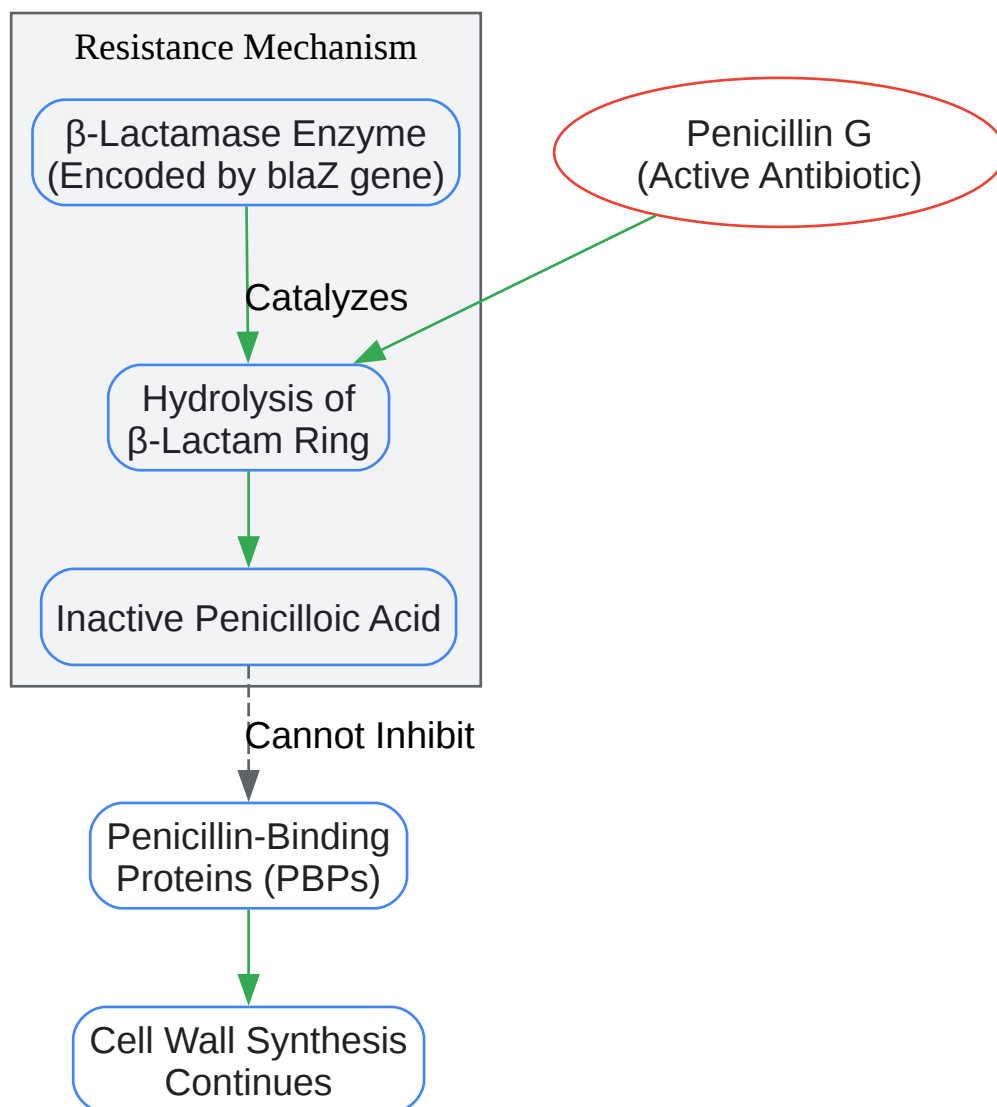 Resistance Mechanism
β-Lactamase Enzyme
(Encoded by blaZ gene)
Penicillin G
(Active Antibiotic)
Catalyzes
Hydrolysis of
β-Lactam Ring
Inactive Penicilloic Acid
Cannot Inhibit
Penicillin-Binding
Proteins (PBPs)
Cell Wall Synthesis
Continues